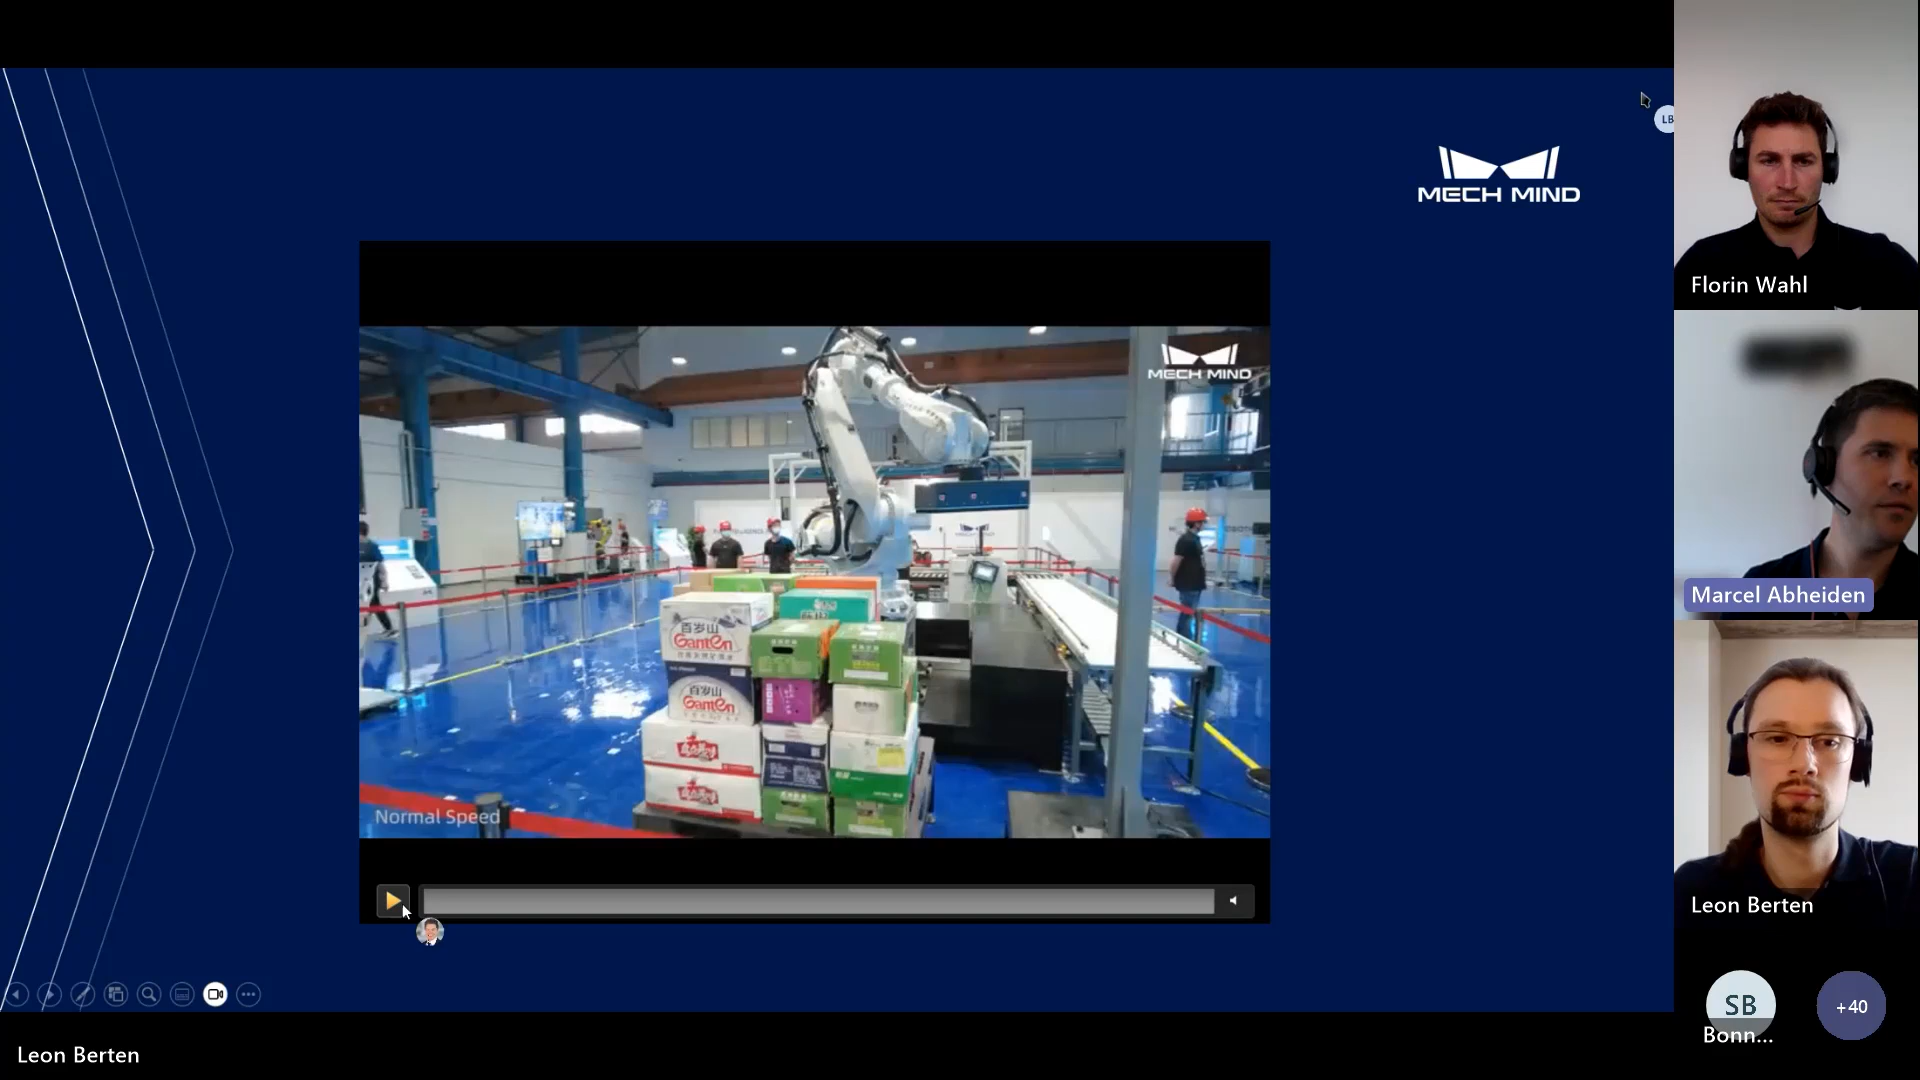 LB
MECH MIND
MECH MIND
百岁山
Ganten
百岁山
Ganten
Normal Speed
Florin Wahl
Marcel Abheiden
Leon Berten
SB
Bonn...
+40
Leon Berten